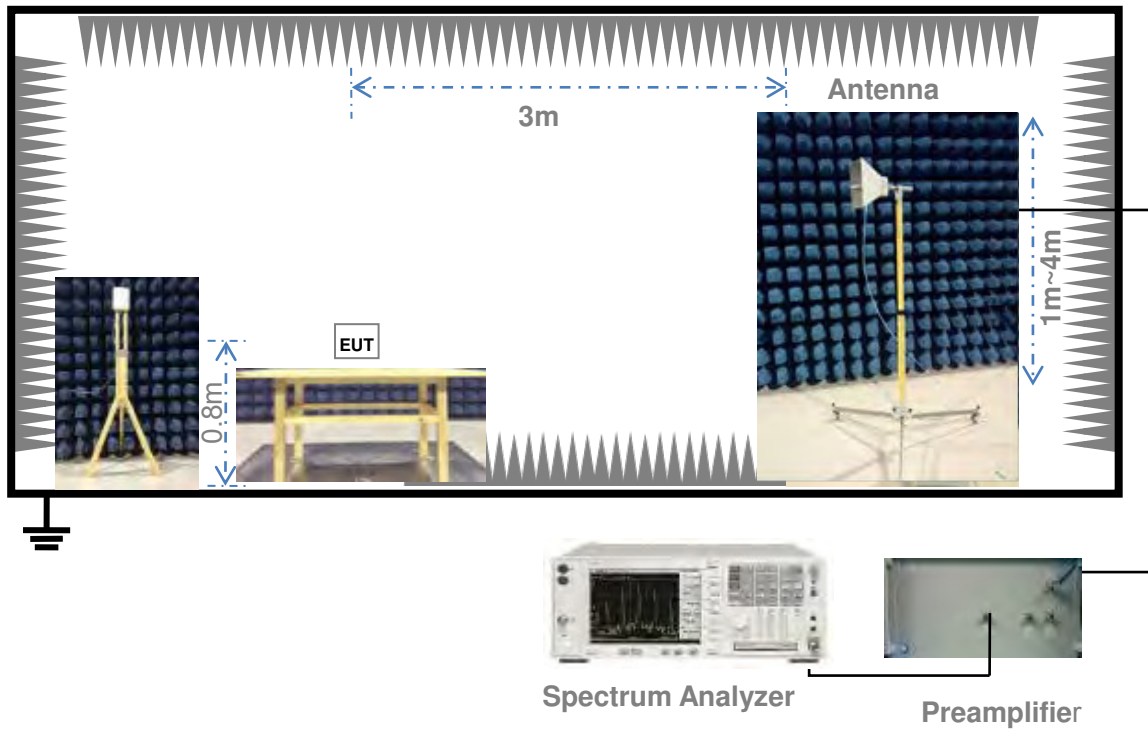 Antenna
3m
1m~4m
EUT
0.8m
Spectrum Analyzer
Preamplifier